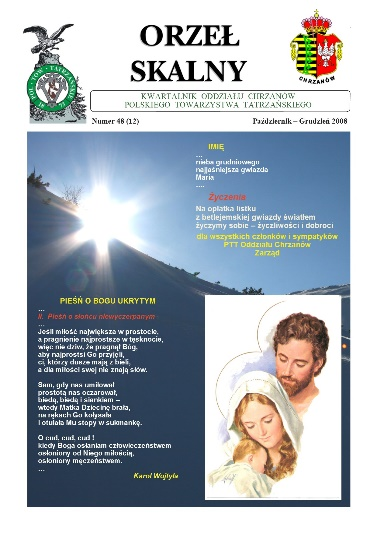 ORZEŁ
SKALNY
CHRZANÓW
KWARTALNIK ODDZIAŁU CHRZANÓW
POLSKIEGO TOWARZYSTWA TATRZAŃSKIEGO
Numer 48 (12) Październik – Grudzień 2008
IMIĘ
...
nieba grudniowego
najjaśniejsza gwiazda
Maria
....
Życzenia
Na opłatka listku
z betlejemskiej gwiazdy światłem
życzymy sobie – życzliwości i dobroci
dla wszystkich członków i sympatyków
PTT Oddziału Chrzanów
Zarząd
PIEŚŃ O BOGU UKRYTYM
...
II. Pieśń o słońcu niewyczerpanym
...
Jeśli miłość największa w prostocie,
a pragnienie najprostsze w tęsknocie,
więc nie dziw, że pragnął Bóg,
aby najprostsi Go przyjęli,
ci, którzy dusze mają z bieli,
a dla miłości swej nie znają słów.
Sam, gdy nas umiłował
prostotą nas oczarował,
biedą, biedą i siankiem –
wtedy Matka Dziecinę brała,
na rękach Go kołysała
i otulała Mu stopy w sukmankę.
O cud, cud, cud !
kiedy Boga osłaniam człowieczeństwem
osłoniony od Niego miłością,
osłoniony męczeństwem.
...
Karol Wojtyła